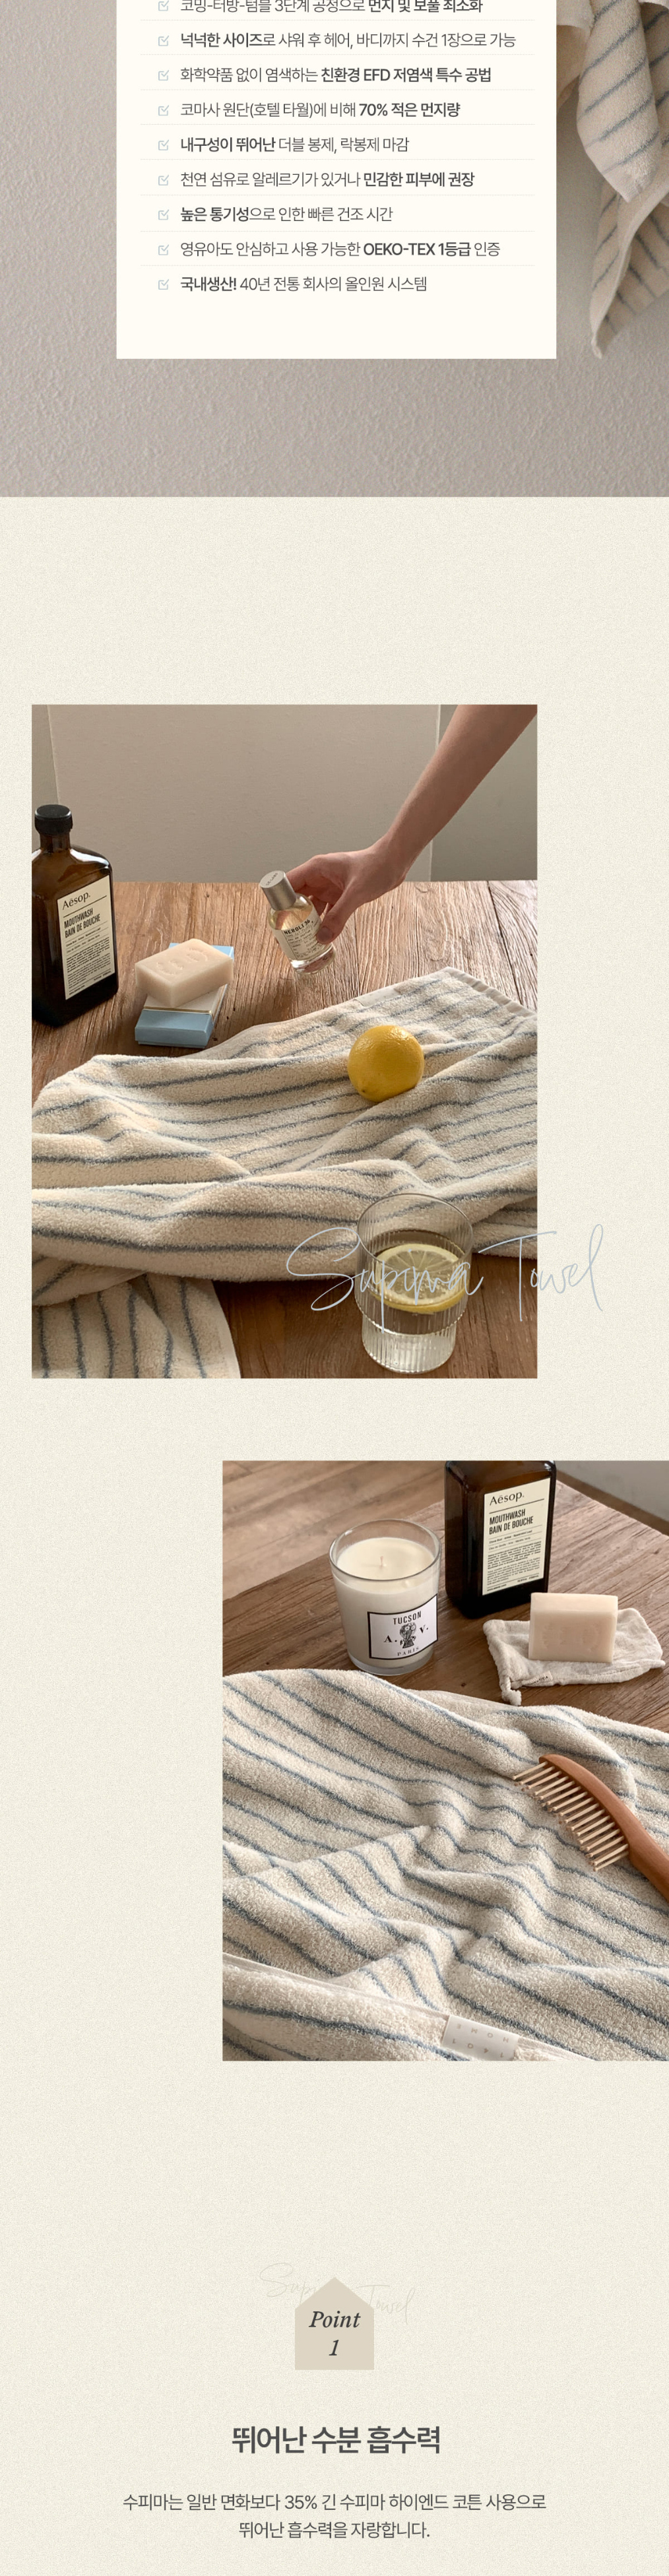 코밍-터방-텀블 3단계 공정으로 먼지 및 보풀 최소화
넉넉한 사이즈로 샤워 후 헤어, 바디까지 수건 1장으로 가능
화학약품 없이 염색하는 친환경 EFD 저염색 특수 공법
코마사 원단(호텔 타월)에 비해 70% 적은 먼지량
내구성이 뛰어난 더블 봉제, 락봉제 마감
천연 섬유로 알레르기가 있거나 민감한 피부에 권장
높은 통기성으로 인한 빠른 건조 시간
영유아도 안심하고 사용 가능한 OEKO-TEX 1등급 인증
국내생산! 40년 전통 회사의 올인원 시스템
Aēsop.
MOUTHWASH
BAIN DE BOUCHE
NEROLI
Supima Towel
Aēsop.
MOUTHWASH
BAIN DE BOUCHE
TUCSON
A. V.
PARIS
HOME
Supima Towel
Point
1
뛰어난 수분 흡수력
수피마는 일반 면화보다 35% 긴 수피마 하이엔드 코튼 사용으로
뛰어난 흡수력을 자랑합니다.